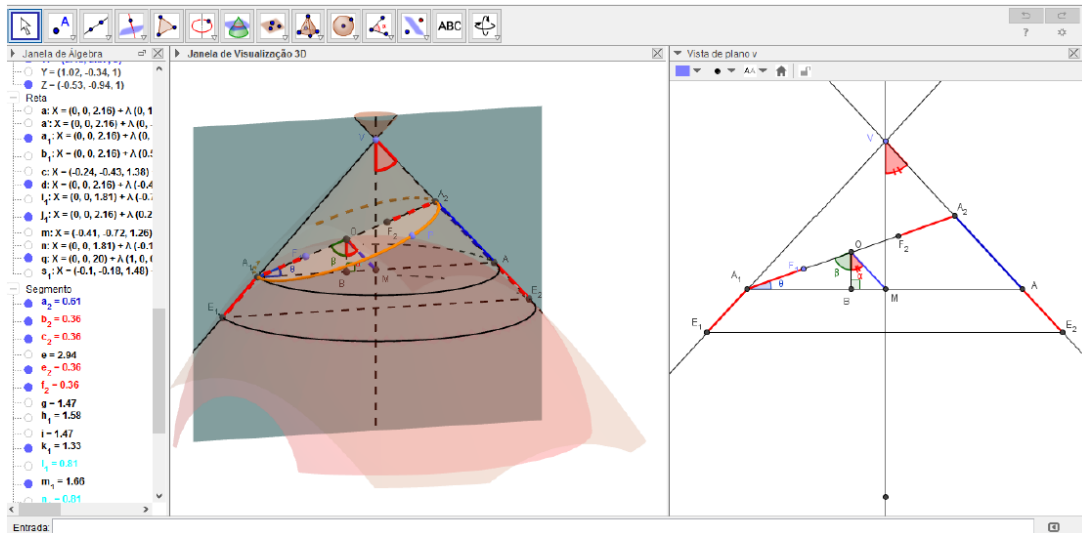 ABC
Janela de Álgebra
Y = (1.02, -0.34, 1)
Z = (-0.53, -0.94, 1)
Reta
a: X = (0, 0, 2.16) + λ (0, 1
a': X = (0, 0, 2.16) + λ (0,
a₁: X = (0, 0, 2.16) + λ (0,
b₁: X = (0, 0, 2.16) + λ (0.5
c: X = (-0.24, -0.43, 1.38)
d: X = (0, 0, 2.16) + λ (-0.4
X = (0, 0, 1.81) + λ (-0.
X = (0, 0, 2.16) + λ (0.2
m: X = (-0.41, -0.72, 1.26)
n: X = (0, 0, 1.81) + λ (-0.1
q: X = (0, 0, 20) + λ (1, 0, 0
s₁: X = (-0.1, -0.18, 1.48)
Segmento
a₂ = 0.61
b₂ = 0.36
c₂ = 0.36
e = 2.94
e₂ = 0.36
f₂ = 0.36
g = 1.47
h₁ = 1.58
i = 1.47
k₁ = 1.33
l₁ = 0.81
m₁ = 1.66
n₁ = 0.81
Janela de Visualização 3D
V
A₂
F₂
O
A₁
θ
β
B
M
A
E₁
E₂
Vista de plano v
AA
V
A₂
F₂
O
A₁
θ
β
α
B
M
A
E₁
E₂
Entrada: